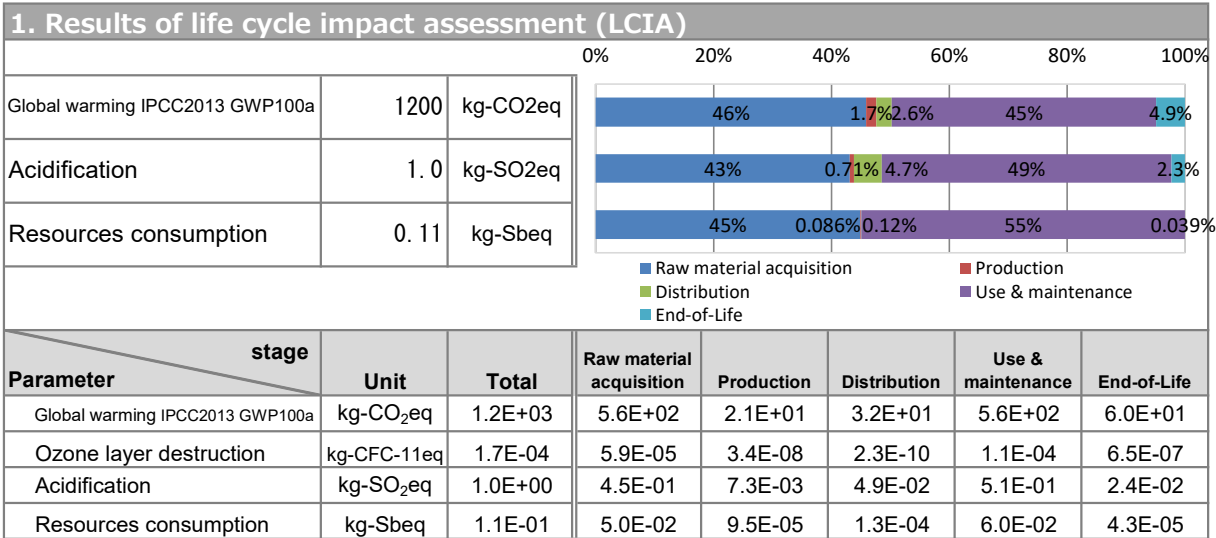 1. Results of life cycle impact assessment (LCIA)
0% 20% 40% 60% 80% 100%
Global warming IPCC2013 GWP100a 1200 kg-CO2eq 46% 1.7% 2.6% 45% 4.9%
Acidification 1.0 kg-SO2eq 43% 0.71% 4.7% 49% 2.3%
Resources consumption 0.11 kg-Sbeq 45% 0.086% 0.12% 55% 0.039%
Raw material acquisition Production
Distribution Use & maintenance
End-of-Life
stage
Parameter Unit Total Raw material acquisition Production Distribution Use & maintenance End-of-Life
Global warming IPCC2013 GWP100a kg-CO₂eq 1.2E+03 5.6E+02 2.1E+01 3.2E+01 5.6E+02 6.0E+01
Ozone layer destruction kg-CFC-11eq 1.7E-04 5.9E-05 3.4E-08 2.3E-10 1.1E-04 6.5E-07
Acidification kg-SO₂eq 1.0E+00 4.5E-01 7.3E-03 4.9E-02 5.1E-01 2.4E-02
Resources consumption kg-Sbeq 1.1E-01 5.0E-02 9.5E-05 1.3E-04 6.0E-02 4.3E-05